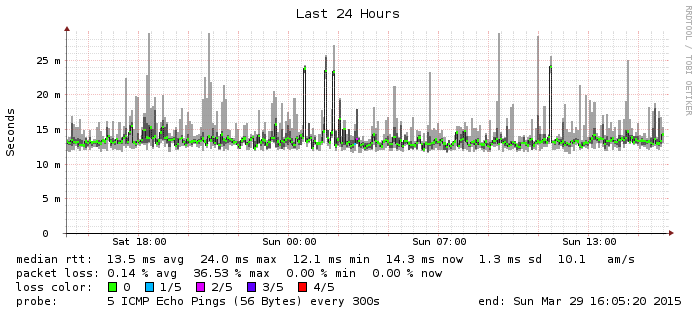 Last 24 Hours
RRDTOOL / TOBI OETIKER
Seconds
25 m
20 m
15 m
10 m
5 m
0
Sat 18:00 Sun 00:00 Sun 07:00 Sun 13:00
median rtt: 13.5 ms avg 24.0 ms max 12.1 ms min 14.3 ms now 1.3 ms sd 10.1 am/s
packet loss: 0.14 % avg 36.53 % max 0.00 % min 0.00 % now
loss color: 0 1/5 2/5 3/5 4/5
probe: 5 ICMP Echo Pings (56 Bytes) every 300s end: Sun Mar 29 16:05:20 2015